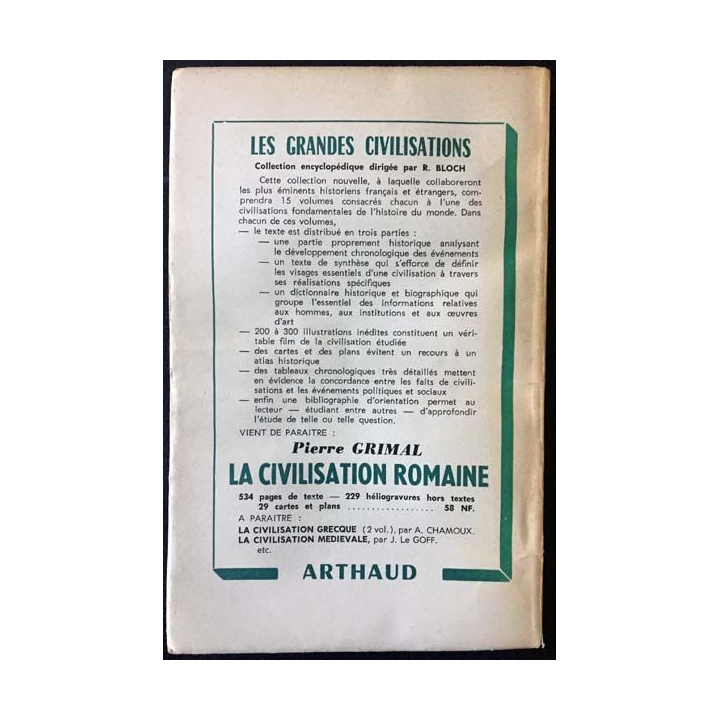 LES GRANDES CIVILISATIONS
Collection encyclopédique dirigée par R. BLOCH
Cette collection nouvelle, à laquelle collaboreront
les plus éminents historiens français et étrangers, com-
prendra 15 volumes consacrés chacun à l'une des
civilisations fondamentales de l'histoire du monde. Dans
chacun de ces volumes,
— le texte est distribué en trois parties :
— une partie proprement historique analysant
le développement chronologique des événements
— un texte de synthèse qui s'efforce de définir
les visages essentiels d'une civilisation à travers
ses réalisations spécifiques
— un dictionnaire historique et biographique qui
groupe l'essentiel des informations relatives
aux hommes, aux institutions et aux œuvres
d'art
— 200 à 300 illustrations inédites constituent un véri-
table film de la civilisation étudiée
— des cartes et des plans évitent un recours à un
atlas historique
— des tableaux chronologiques très détaillés mettent
en évidence la concordance entre les faits de civili-
sations et les événements politiques et sociaux
— enfin une bibliographie d'orientation permet au
lecteur — étudiant entre autres — d'approfondir
l'étude de telle ou telle question.
VIENT DE PARAITRE :
Pierre GRIMAL
LA CIVILISATION ROMAINE
534 pages de texte — 229 héliogravures hors textes
29 cartes et plans .................. 58 NF.
A PARAITRE :
LA CIVILISATION GRECQUE (2 vol.), par A. CHAMOUX.
LA CIVILISATION MEDIEVALE, par J. Le GOFF.
etc.
ARTHAUD